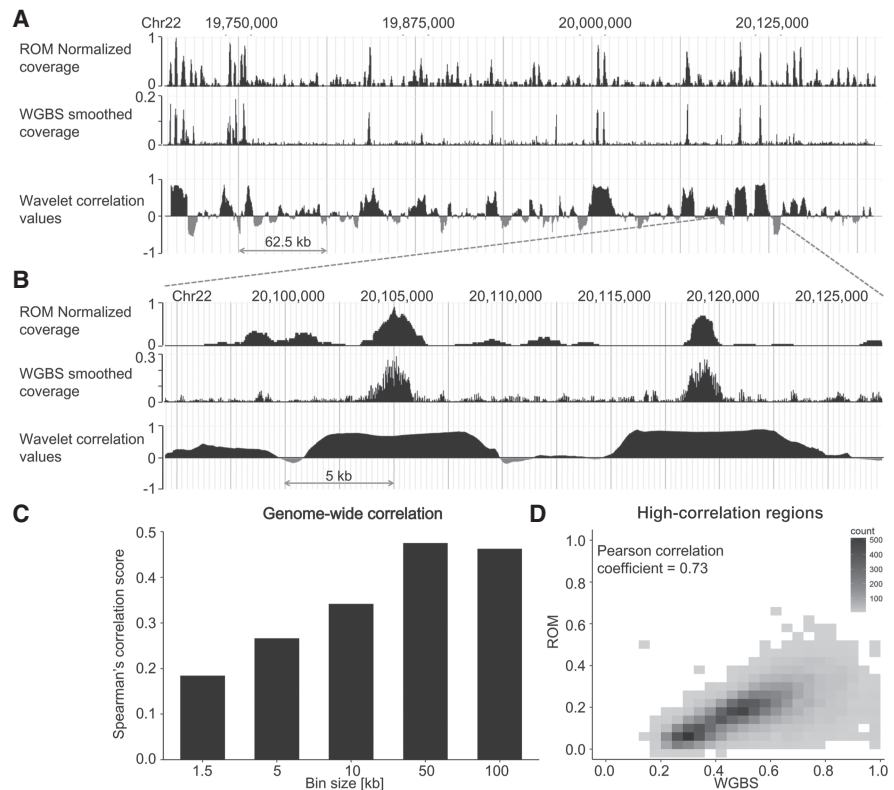 A
Chr22 19,750,000 19,875,000 20,000,000 20,125,000
ROM Normalized
coverage
1
0
WGBS smoothed
coverage
0.2
0
Wavelet correlation
values
1
0
-1
62.5 kb
B
Chr22 20,100,000 20,105,000 20,110,000 20,115,000 20,120,000 20,125,000
ROM Normalized
coverage
1
0
WGBS smoothed
coverage
0.3
0
Wavelet correlation
values
1
0
-1
5 kb
C
Genome-wide correlation
Spearman's correlation score
0.5
0.4
0.3
0.2
0.1
0.0
1.5 5 10 50 100
Bin size [kb]
D
High-correlation regions
Pearson correlation
coefficient = 0.73
count
500
400
300
200
100
ROM
1.0
0.8
0.6
0.4
0.2
0.0
0.0 0.2 0.4 0.6 0.8 1.0
WGBS